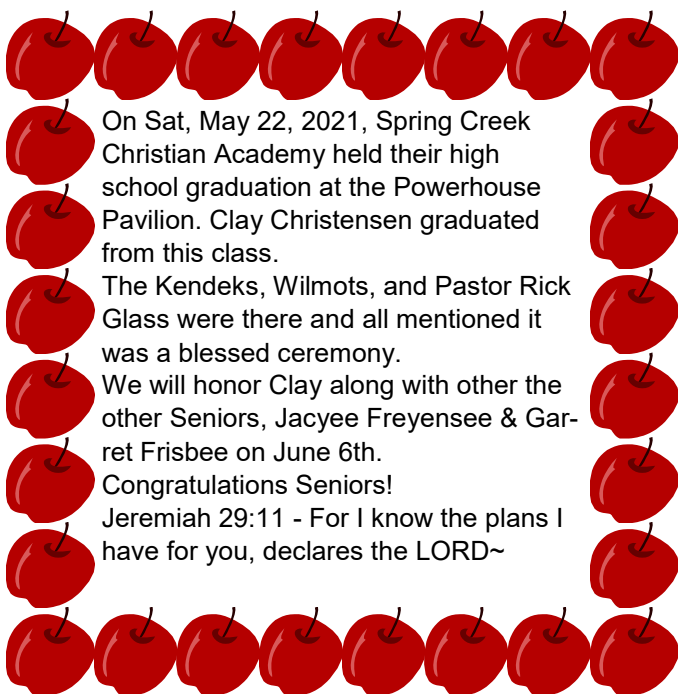 On Sat, May 22, 2021, Spring Creek
Christian Academy held their high
school graduation at the Powerhouse
Pavilion. Clay Christensen graduated
from this class.
The Kendeks, Wilmots, and Pastor Rick
Glass were there and all mentioned it
was a blessed ceremony.
We will honor Clay along with other the
other Seniors, Jacyee Freyensee & Gar-
ret Frisbee on June 6th.
Congratulations Seniors!
Jeremiah 29:11 - For I know the plans I
have for you, declares the LORD~